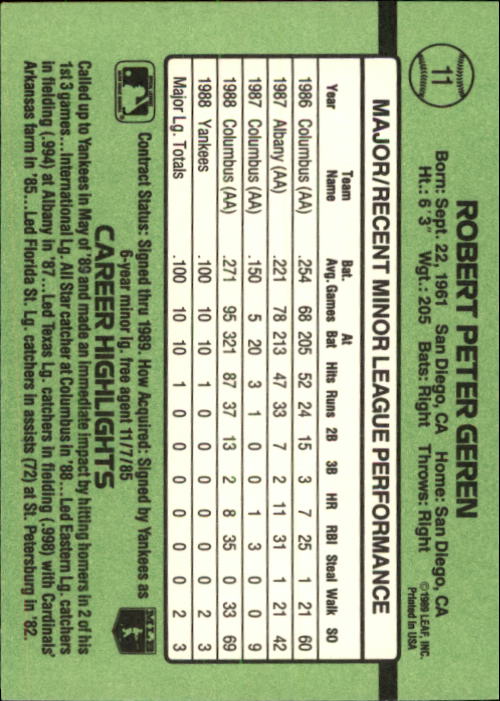 11
ROBERT PETER GEREN
Born: Sept. 22, 1961 San Diego, CA Home: San Diego, CA
Ht.: 6'3" Wgt.: 205 Bats: Right Throws: Right
©1989 LEAF, INC.
Printed in USA
MAJOR/RECENT MINOR LEAGUE PERFORMANCE
Year Team Name Bat. Avg. Games At Bat Hits Runs 2B 3B HR RBI Steal Walk SO
1986 Columbus (AA) .254 68 205 52 24 15 3 7 25 1 21 60
1987 Albany (AA) .221 78 213 47 33 7 2 11 31 1 21 42
1987 Columbus (AA) .150 5 20 3 1 0 0 1 3 0 0 9
1988 Columbus (AA) .271 95 321 87 37 13 2 8 35 0 33 69
1988 Yankees .100 10 10 1 0 0 0 0 0 0 2 3
Major Lg. Totals .100 10 10 1 0 0 0 0 0 0 2 3
Contract Status: Signed thru 1989. How Acquired: Signed by Yankees as
6-year minor lg. free agent 11/7/85
MLB
CAREER HIGHLIGHTS
Called up to Yankees in May of '89 and made an immediate impact by hitting homers in 2 of his
1st 3 games...International Lg. All Star catcher at Columbus in '88...Led Eastern Lg. catchers
in fielding (.994) at Albany in '87...Led Texas Lg. catchers in fielding (.998) with Cardinals'
Arkansas farm in '85...Led Florida St. Lg. catchers in assists (72) at St. Petersburg in '82.